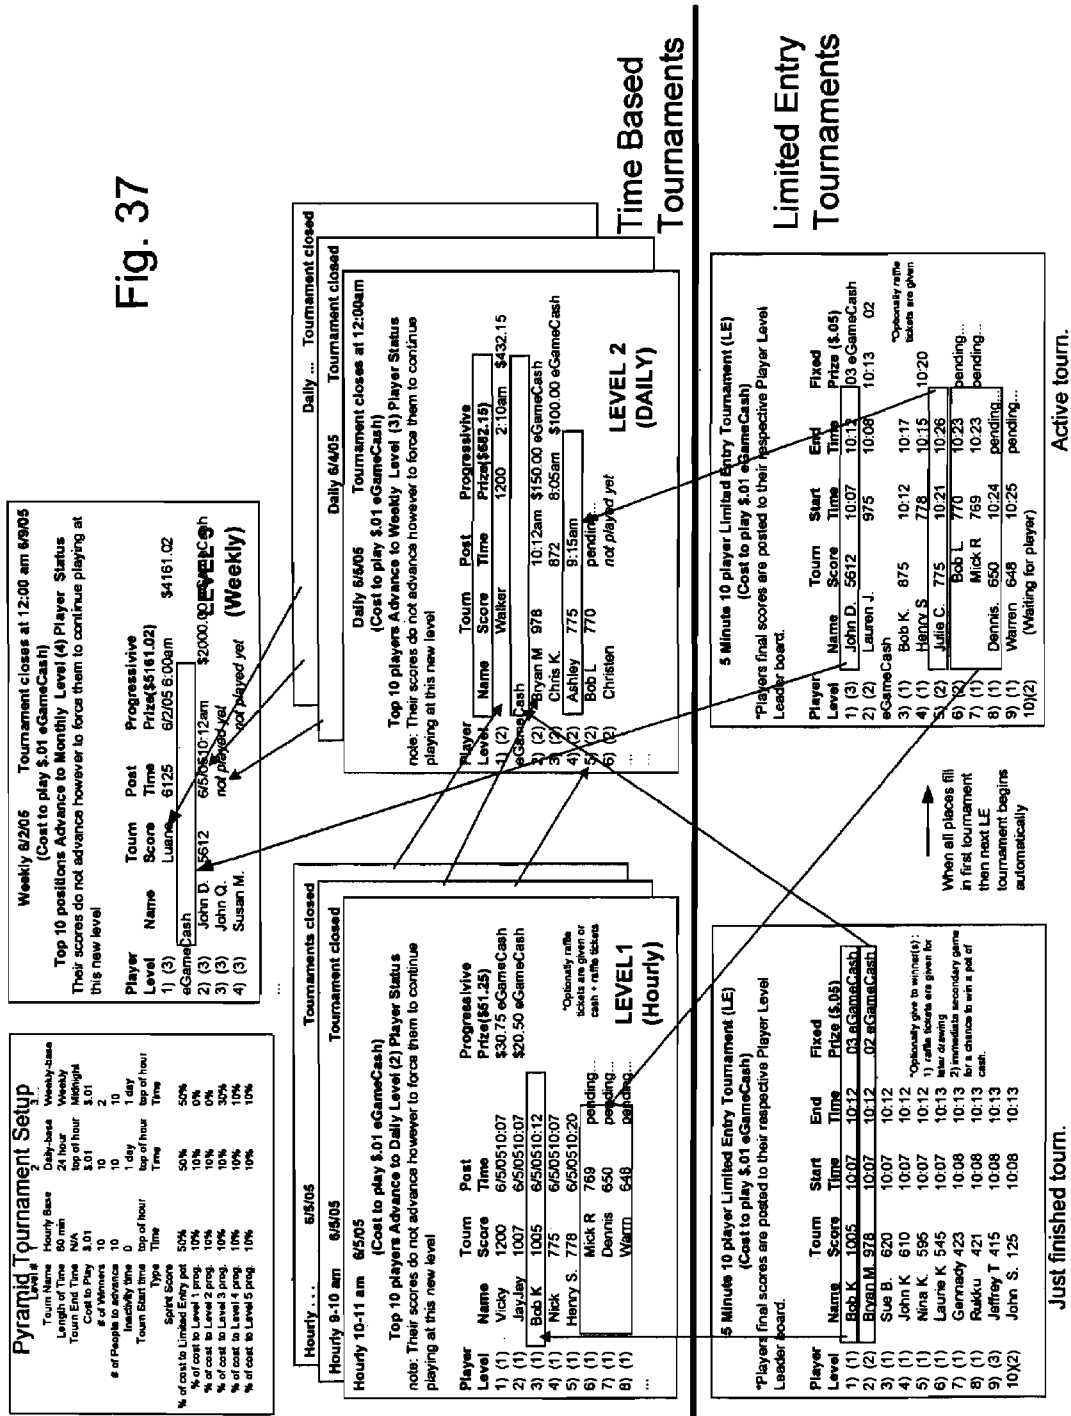 Fig. 37
Pyramid Tournament Setup
Level # 1 2 3...
Tourn Name Hourly Base Daily-base Weekly-base
Length of Time 60 min 24 hour Weekly
Tourn End Time N/A top of hour Midnight
Cost to Play $.01 $.01 $.01
# of Winners 10 10 2
# of People to advance 10 10 10
Inactivity time 0 1 day 1 day
Tourn Start time top of hour top of hour top of hour
Type Time Time Time
Sprint Score
% of cost to Limited Entry pot 50% 50% 50%
% of cost to Level 1 prog. 10% 10% 0%
% of cost to Level 2 prog. 10% 10% 0%
% of cost to Level 3 prog. 10% 10% 30%
% of cost to Level 4 prog. 10% 10% 10%
% of cost to Level 5 prog. 10% 10% 10%
Weekly 6/2/05 Tournament closes at 12:00 am 6/9/05
(Cost to play $.01 eGameCash)
Top 10 positions Advance to Monthly Level (4) Player Status
Their scores do not advance however to force them to continue playing at
this new level
Player Tourn Post Progressivive
Level Name Score Time Prize($5161.02)
1) (3) Luane 6125 6/2/05 6:00am $4161.02
eGameCash
2) (3) John D. 5612 6/5/0510:12am $2000.00 eGameCash
3) (3) John Q. not played yet
4) (3) Susan M. not played yet
...
LEVEL 3
(Weekly)
Hourly . . . 6/5/05 Tournaments closed
Hourly 9-10 am 6/5/05 Tournament closed
Hourly 10-11 am 6/5/05
(Cost to play $.01 eGameCash)
Top 10 players Advance to Daily Level (2) Player Status
note: Their scores do not advance however to force them to continue
playing at this new level
Player Tourn Post Progressivive
Level Name Score Time Prize($51.25)
1) (1) Vicky 1200 6/5/0510:07 $30.75 eGameCash
2) (1) JayJay 1007 6/5/0510:07 $20.50 eGameCash
3) (1) Bob K 1005 6/5/0510:12
4) (1) Nick 775 6/5/0510:07
5) (1) Henry S. 778 6/5/0510:20
6) (1) Mick R 769 pending...
7) (1) Dennis 650 pending...
8) (1) Warn 648 pending...
...
*Optionally raffle
tickets are given or
cash + raffle tickets
LEVEL1
(Hourly)
Daily ... Tournament closed
Daily 6/4/05 Tournament closed
Daily 6/5/05 Tournament closes at 12:00am
(Cost to play $.01 eGameCash)
Top 10 players Advance to Weekly Level (3) Player Status
note: Their scores do not advance however to force them to continue
playing at this new level
Player Tourn Post Progressivive
Level Name Score Time Prize($682.15)
1) (2) Walker 1200 2:10am $432.15
eGameCash
2) (2) Bryan M 978 10:12am $150.00 eGameCash
3) (2) Chris K. 872 8:05am $100.00 eGameCash
4) (2) Ashley 775 9:15am
5) (2) Bob L 770 pending...
6) (2) Christen not played yet
...
LEVEL 2
(DAILY)
Time Based
Tournaments
Limited Entry
Tournaments
5 Minute 10 player Limited Entry Tournament (LE)
(Cost to play $.01 eGameCash)
*Players final scores are posted to their respective Player Level
Leader board.
Player Tourn Start End Fixed
Level Name Score Time Time Prize ($.05)
1) (1) Bob K 1005 10:07 10:12 .03 eGameCash
2) (2) Bryan M. 978 10:07 10:12 .02 eGameCash
3) (1) Sue B. 620 10:07 10:12
4) (1) John K 610 10:07 10:12
5) (1) Nina K. 595 10:07 10:12
6) (1) Laurie K 545 10:07 10:13
7) (1) Gennady 423 10:08 10:13
8) (1) Rukku 421 10:08 10:13
9) (3) Jeffrey T 415 10:08 10:13
10)(2) John S. 125 10:08 10:13
*Optionally give to winner(s) :
1) raffle tickets are given for
later drawing
2) immediate secondary game
for a chance to win a pot of
cash.
Just finished tourn.
When all places fill
in first tournament
then next LE
tournament begins
automatically
5 Minute 10 player Limited Entry Tournament (LE)
(Cost to play $.01 eGameCash)
*Players final scores are posted to their respective Player Level
Leader board.
Player Tourn Start End Fixed
Level Name Score Time Time Prize ($.05)
1) (3) John D. 5612 10:07 10:12 .03 eGameCash
2) (2) Lauren J. 975 10:08 10:13 .02
eGameCash
3) (1) Bob K. 875 10:12 10:17
4) (1) Henry S 778 10:15 10:20
5) (2) Julie C. 775 10:21 10:26
6) (2) Bob L 770 10:23 pending...
7) (1) Mick R 769 10:23 pending...
8) (1) Dennis. 650 10:24 pending...
9) (1) Warren 648 10:25 pending...
10)(2) (Waiting for player)
*Optionally raffle
tickets are given
Active tourn.